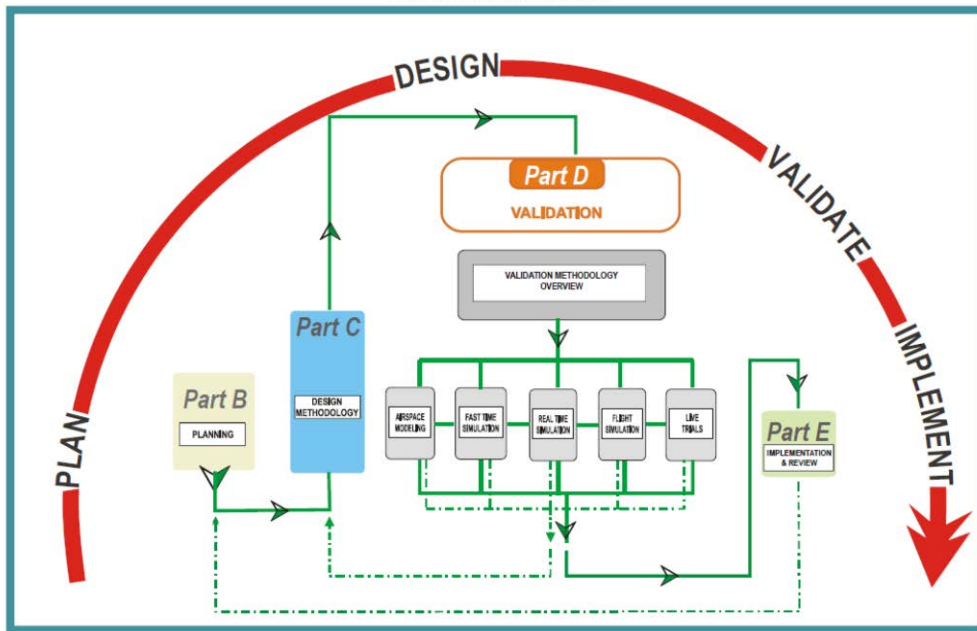 PLAN
DESIGN
VALIDATE
IMPLEMENT
Part B
PLANNING
Part C
DESIGN
METHODOLOGY
Part D
VALIDATION
VALIDATION METHODOLOGY
OVERVIEW
AIRSPACE
MODELING
FAST TIME
SIMULATION
REAL TIME
SIMULATION
FLIGHT
SIMULATION
LIVE
TRIALS
Part E
IMPLEMENTATION
& REVIEW